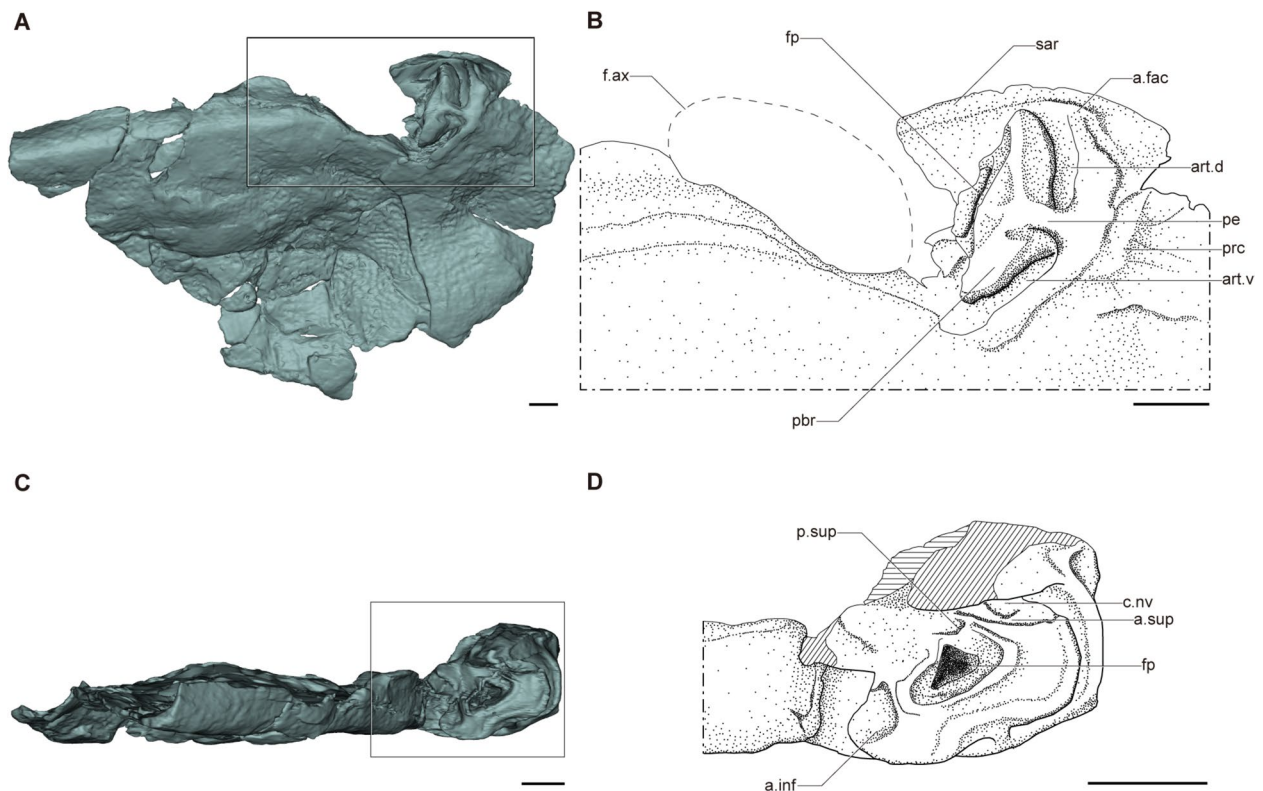 A
B
fp
sar
f.ax
a.fac
art.d
pe
prc
art.v
pbr
C
D
p.sup
c.nv
a.sup
fp
a.inf